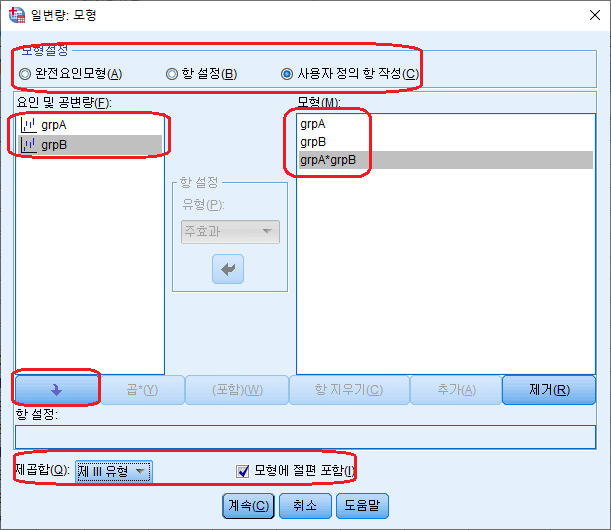 일변량: 모형
모형설정
완전요인모형(A) 항 설정(B) 사용자 정의 항 작성(C)
요인 및 공변량(F):
grpA
grpB
항 설정
유형(P):
주효과
모형(M):
grpA
grpB
grpA*grpB
곱*(Y) (포함)(W) 항 지우기(C) 추가(A) 제거(R)
항 설정:
제곱합(Q): 제 III 유형 모형에 절편 포함(I)
계속(C) 취소 도움말